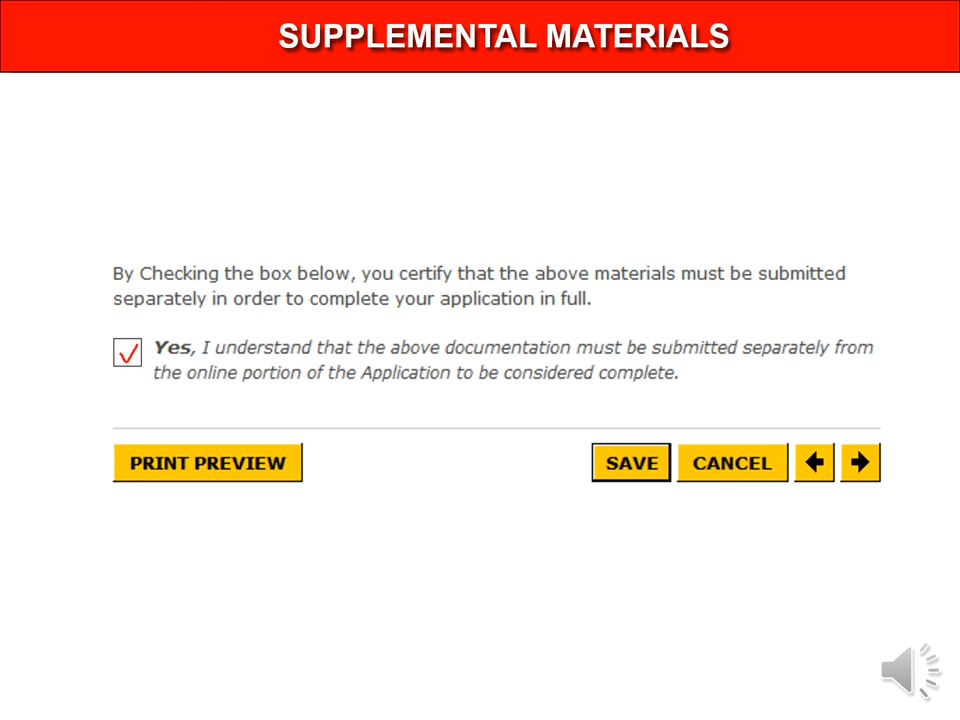 SUPPLEMENTAL MATERIALS
By Checking the box below, you certify that the above materials must be submitted
separately in order to complete your application in full.
Yes, I understand that the above documentation must be submitted separately from
the online portion of the Application to be considered complete.
PRINT PREVIEW SAVE CANCEL